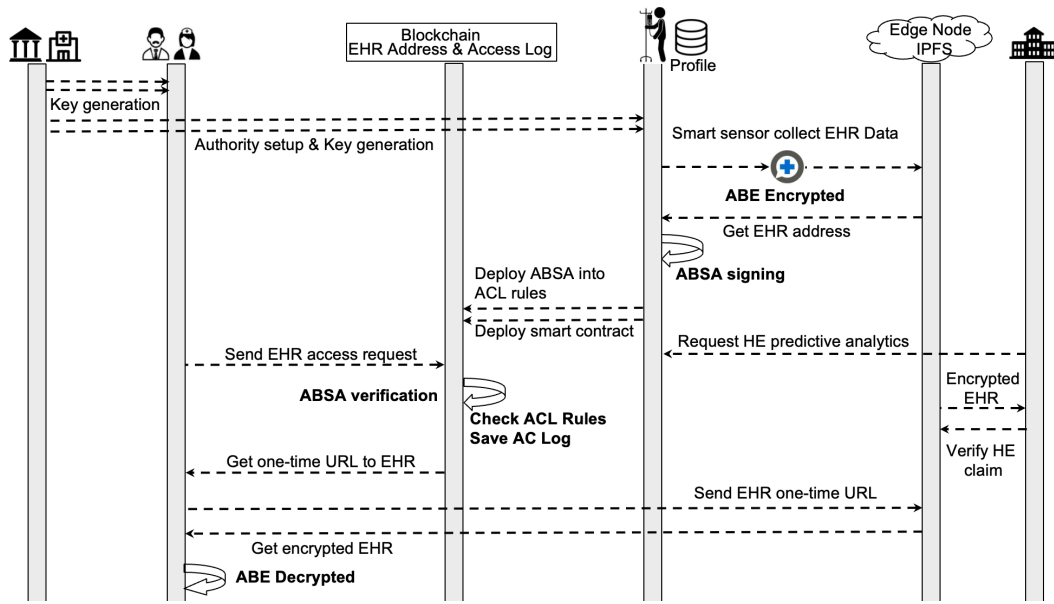 Blockchain
EHR Address & Access Log
Edge Node
IPFS
Profile
Key generation
Authority setup & Key generation
Smart sensor collect EHR Data
ABE Encrypted
Get EHR address
ABSA signing
Deploy ABSA into
ACL rules
Deploy smart contract
Request HE predictive analytics
Send EHR access request
Encrypted
EHR
ABSA verification
Check ACL Rules
Save AC Log
Verify HE
claim
Get one-time URL to EHR
Send EHR one-time URL
Get encrypted EHR
ABE Decrypted